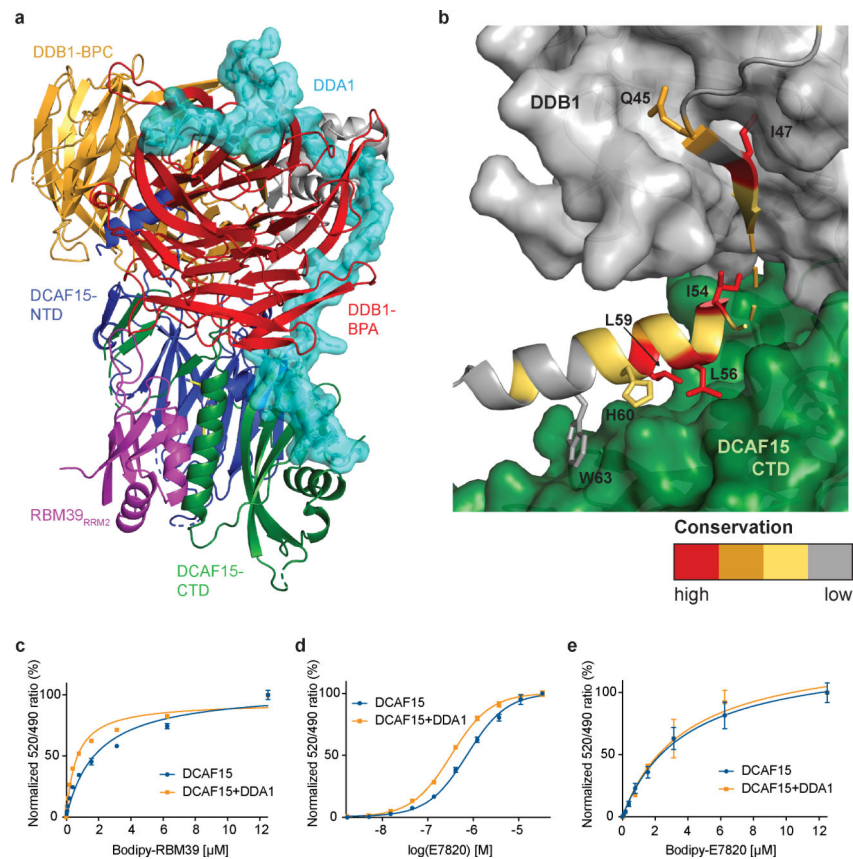 a
DDB1-BPC
DDA1
DCAF15-
NTD
DDB1-
BPA
RBM39RRM2
DCAF15-
CTD
b
DDB1
Q45
I47
I54
L59
L56
H60
DCAF15
CTD
W63
Conservation
high low
c
Normalized 520/490 ratio (%)
100
50
0
DCAF15
DCAF15+DDA1
0 2 4 6 8 10 12
Bodipy-RBM39 [µM]
d
Normalized 520/490 ratio (%)
100
50
0
DCAF15
DCAF15+DDA1
-8 -7 -6 -5 -4
log(E7820) [M]
e
Normalized 520/490 ratio (%)
100
50
0
DCAF15
DCAF15+DDA1
0 2 4 6 8 10 12
Bodipy-E7820 [µM]